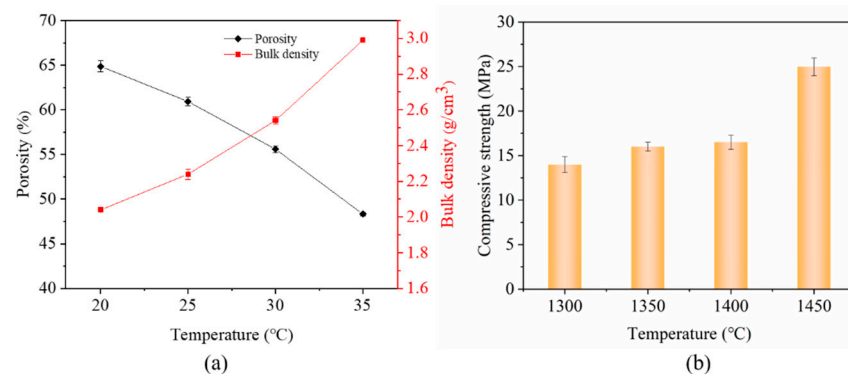 70
65
60
55
50
45
40
Porosity (%)
Porosity
Bulk density
3.0
2.8
2.6
2.4
2.2
2.0
1.8
1.6
Bulk density (g/cm³)
20 25 30 35
Temperature (℃)
(a)
30
25
20
15
10
5
0
Compressive strength (MPa)
1300 1350 1400 1450
Temperature (℃)
(b)